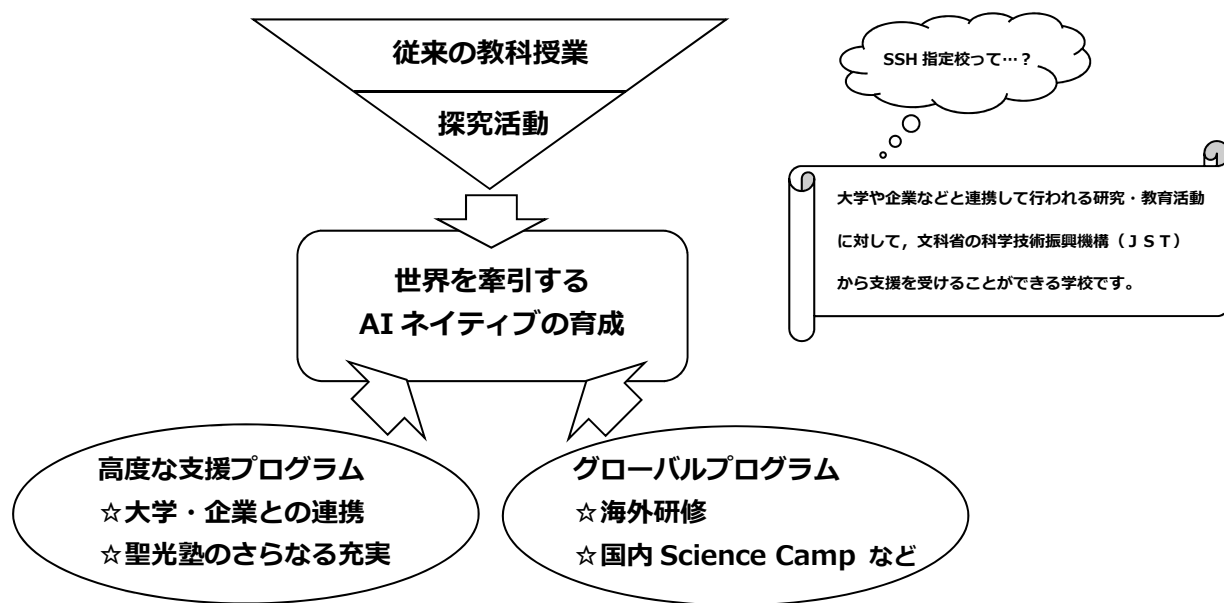 従来の教科授業
探究活動
SSH 指定校って…？
大学や企業などと連携して行われる研究・教育活動
に対して，文科省の科学技術振興機構（ＪＳＴ）
から支援を受けることができる学校です。
世界を牽引する
AI ネイティブの育成
高度な支援プログラム
☆大学・企業との連携
☆聖光塾のさらなる充実
グローバルプログラム
☆海外研修
☆国内 Science Camp など